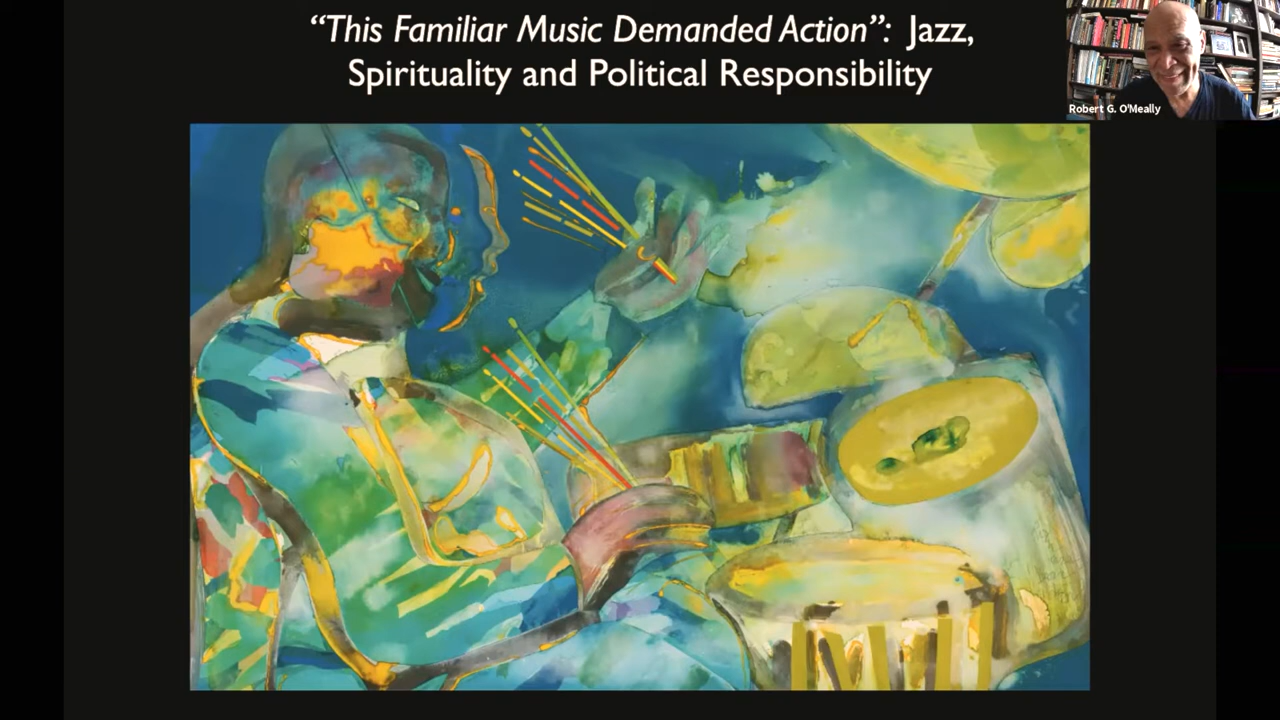 “This Familiar Music Demanded Action”: Jazz,
Spirituality and Political Responsibility
Robert G. O'Meally